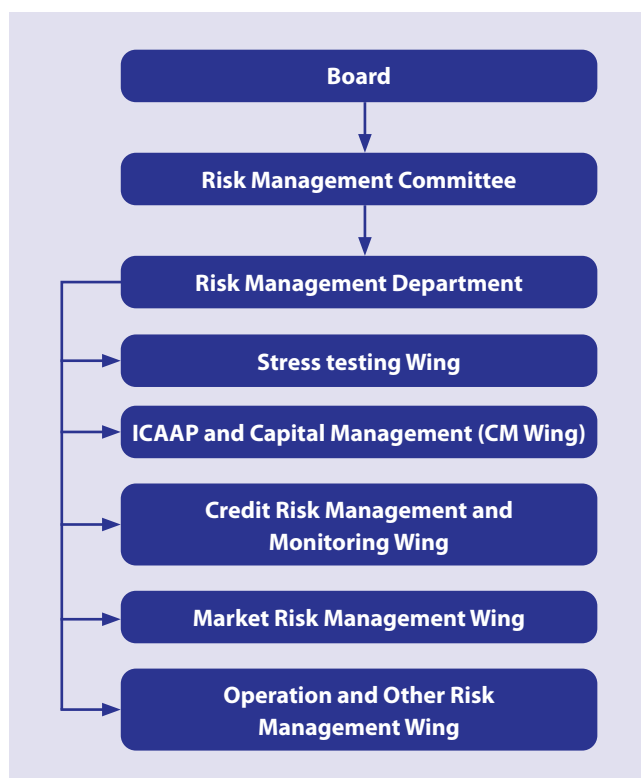 Board
Risk Management Committee
Risk Management Department
Stress testing Wing
ICAAP and Capital Management (CM Wing)
Credit Risk Management and
Monitoring Wing
Market Risk Management Wing
Operation and Other Risk
Management Wing